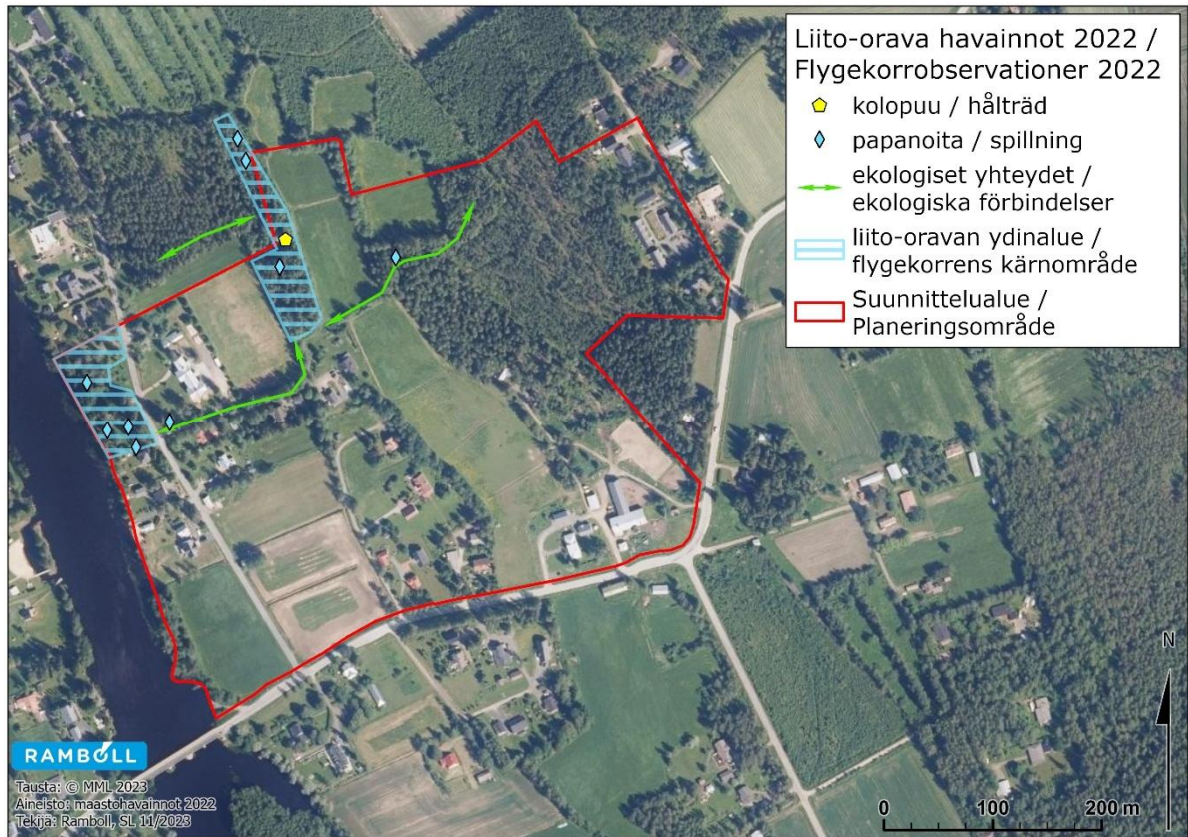 Liito-orava havainnot 2022 /
Flygekorrobservationer 2022
kolopuu / hålträd
papanoita / spillning
ekologiset yhteydet /
ekologiska förbindelser
liito-oravan ydinalue /
flygekorrens kärnområde
Suunnittelualue /
Planeringsområde
N
RAMBOLL
Tausta: © MML 2023
Aineisto: maastohavainnot 2022
Tekijä: Ramboll, SL 11/2023
0 100 200 m